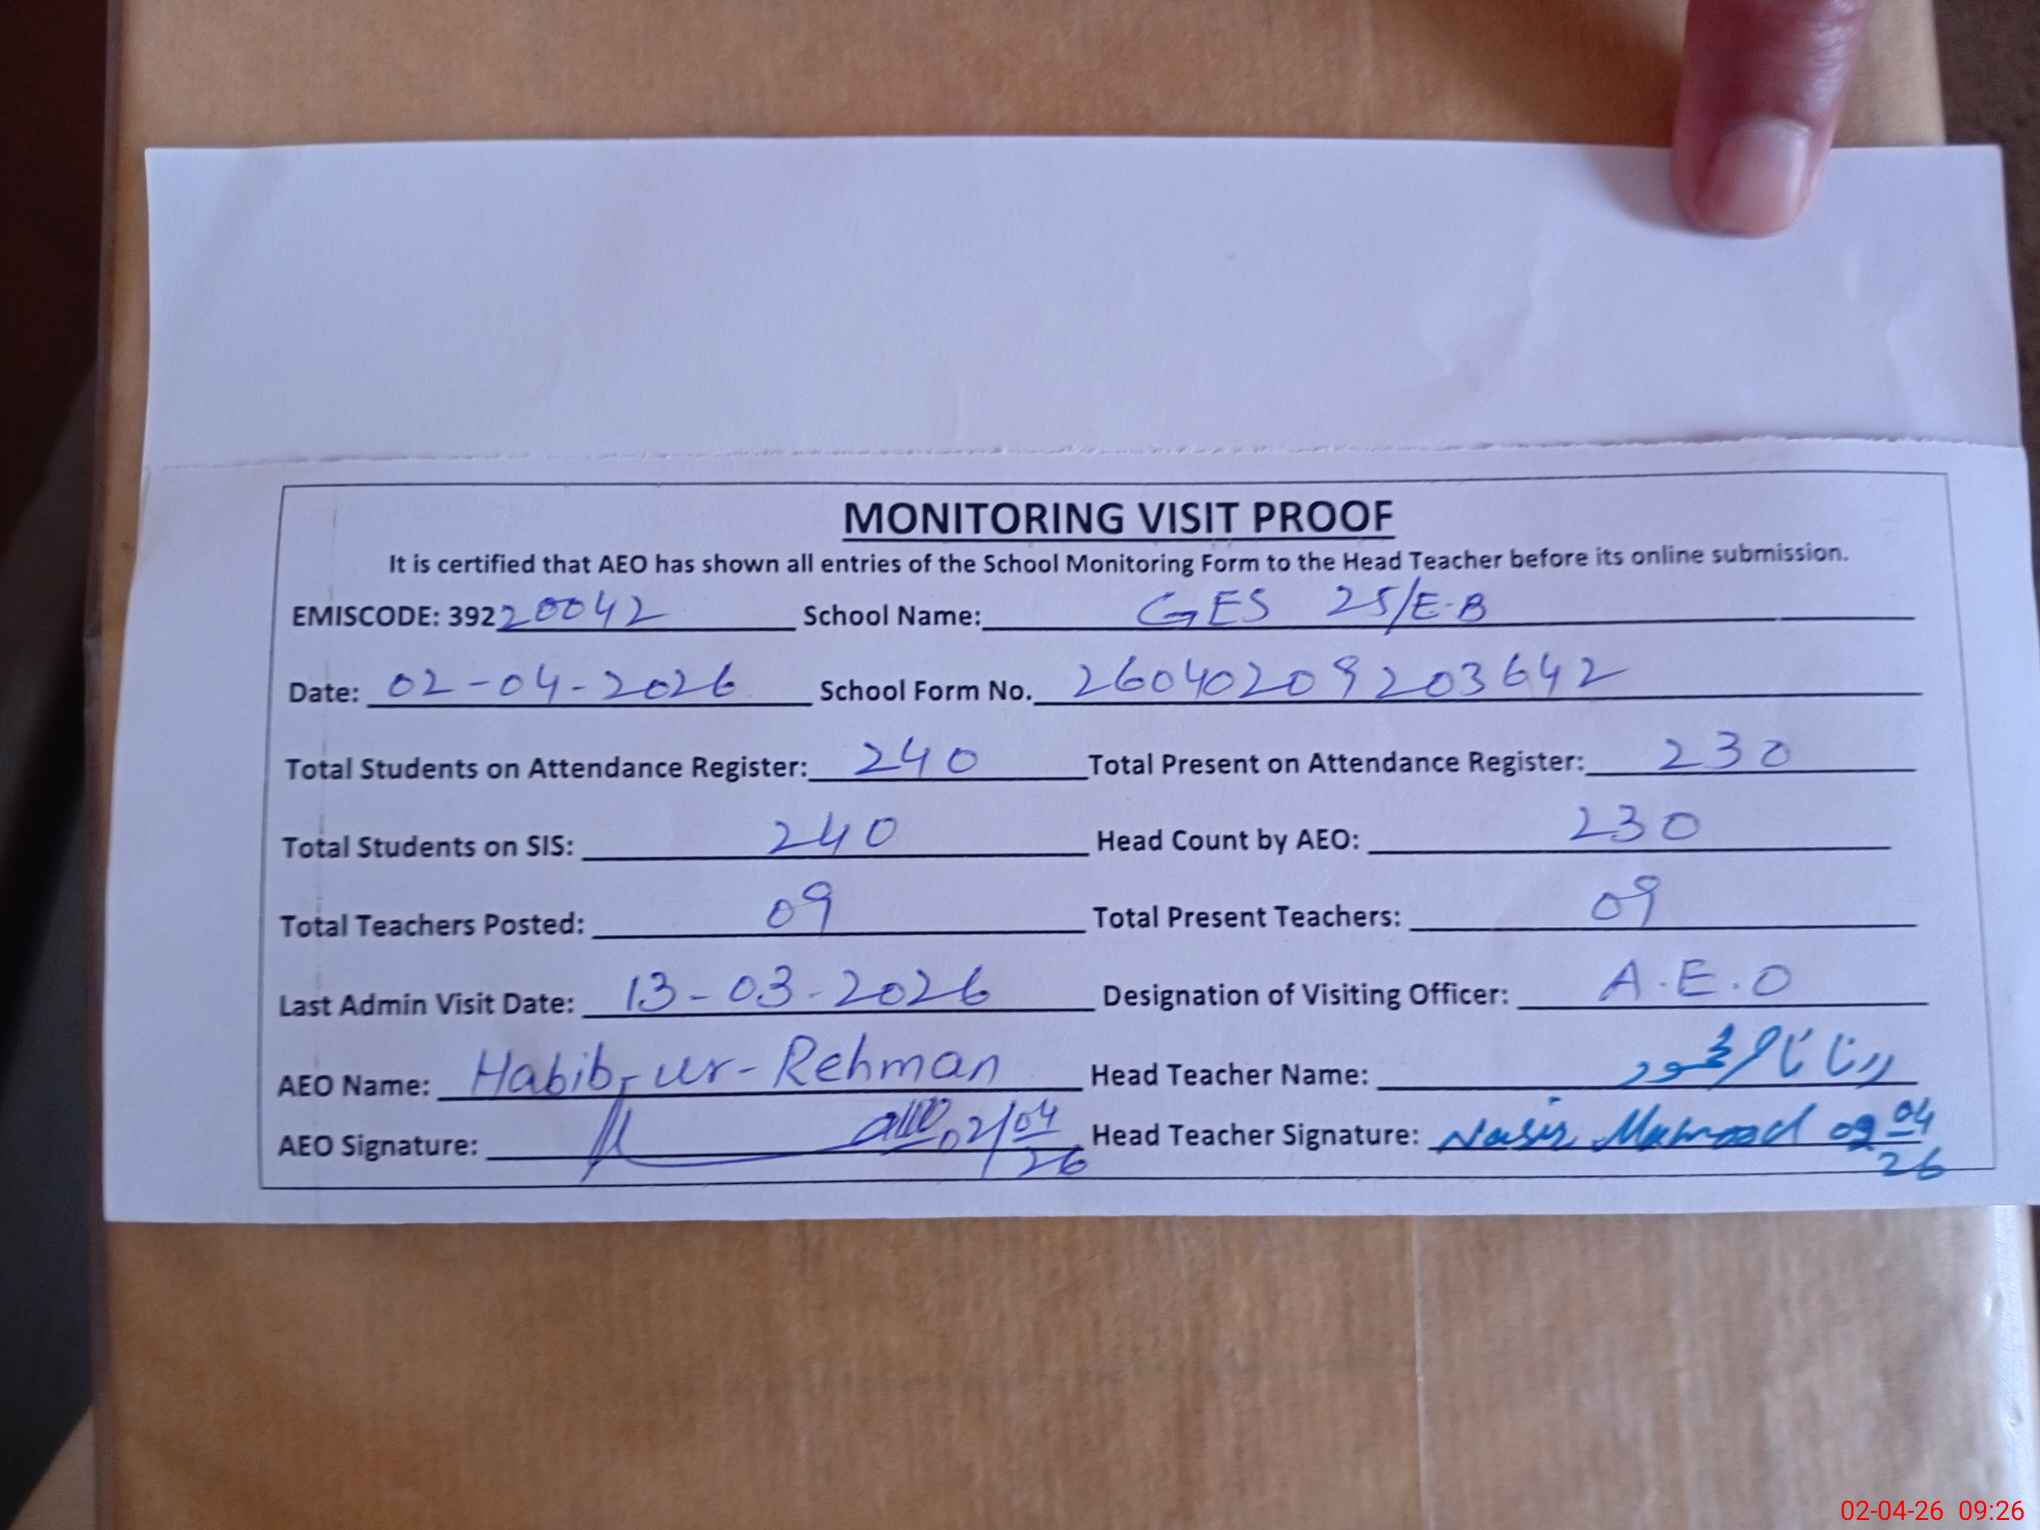 MONITORING VISIT PROOF
It is certified that AEO has shown all entries of the School Monitoring Form to the Head Teacher before its online submission.
EMISCODE: 39220042 School Name: GES 25/E-B
Date: 02-04-2026 School Form No. 26040209203642
Total Students on Attendance Register: 240 Total Present on Attendance Register: 230
Total Students on SIS: 240 Head Count by AEO: 230
Total Teachers Posted: 09 Total Present Teachers: 09
Last Admin Visit Date: 13-03-2026 Designation of Visiting Officer: A.E.O
AEO Name: Habib-ur-Rehman Head Teacher Name:
AEO Signature: 02/04/26 Head Teacher Signature: Nasir Mahmood 02 04 26
02-04-26 09:26